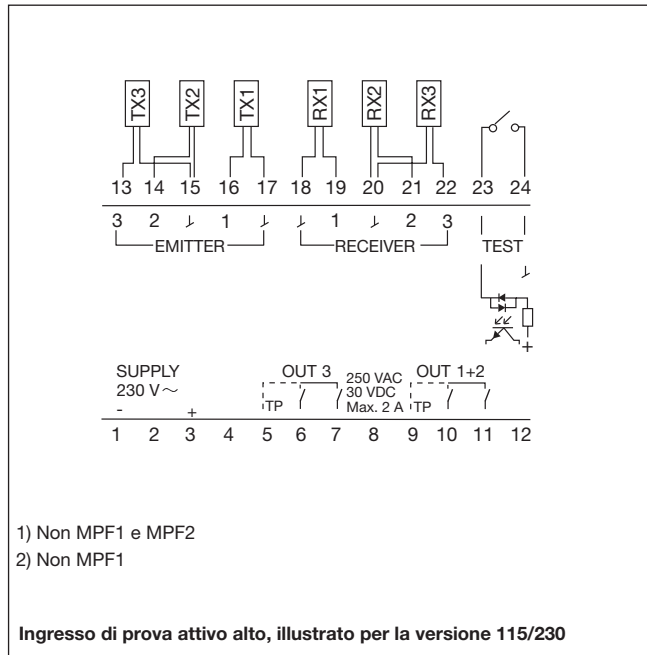 TX3 TX2 TX1 RX1 RX2 RX3
13 14 15 16 17 18 19 20 21 22 23 24
3 2 1 1 2 3
EMITTER RECEIVER TEST
+
SUPPLY OUT 3 250 VAC OUT 1+2
230 V~ 30 VDC
- + TP Max. 2 A TP
1 2 3 4 5 6 7 8 9 10 11 12
1) Non MPF1 e MPF2
2) Non MPF1
Ingresso di prova attivo alto, illustrato per la versione 115/230